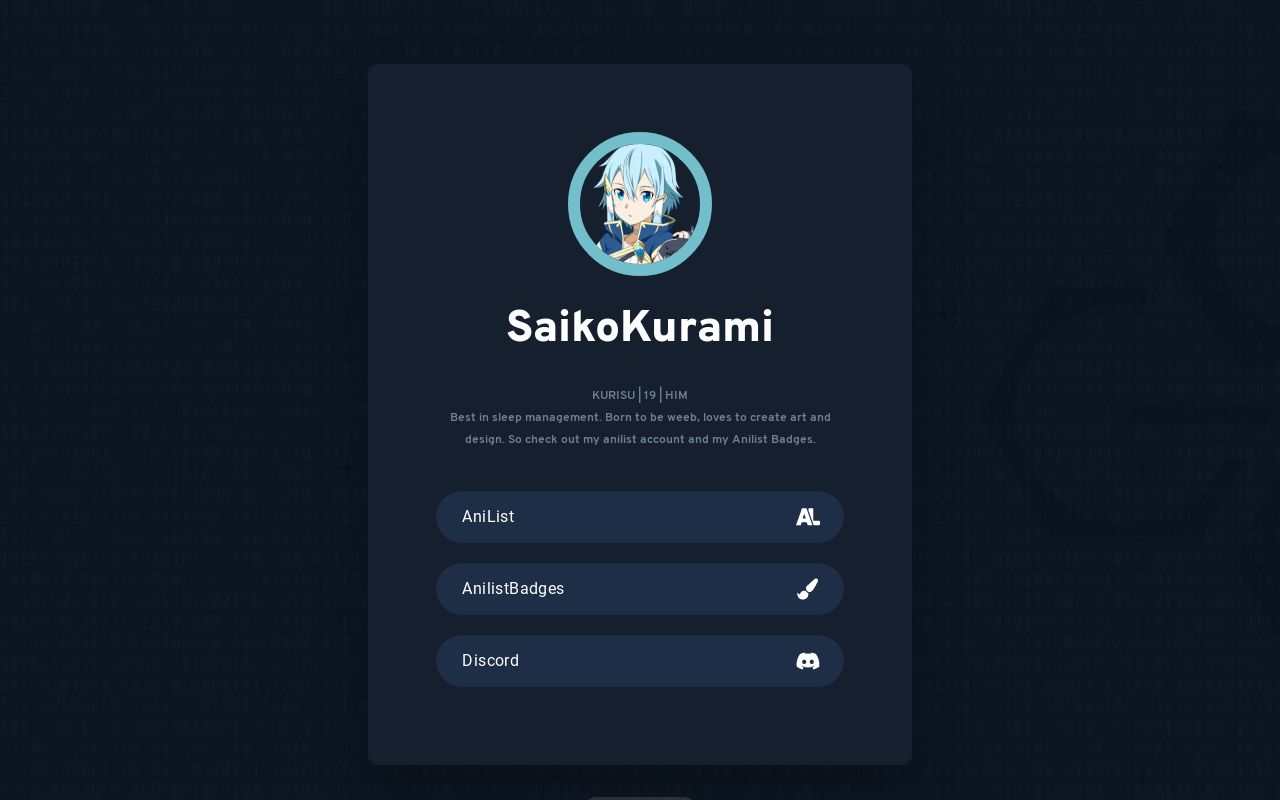 SaikoKurami
KURISU | 19 | HIM
Best in sleep management. Born to be weeb, loves to create art and
design. So check out my anilist account and my Anilist Badges.
AniList
AL
AnilistBadges
Discord